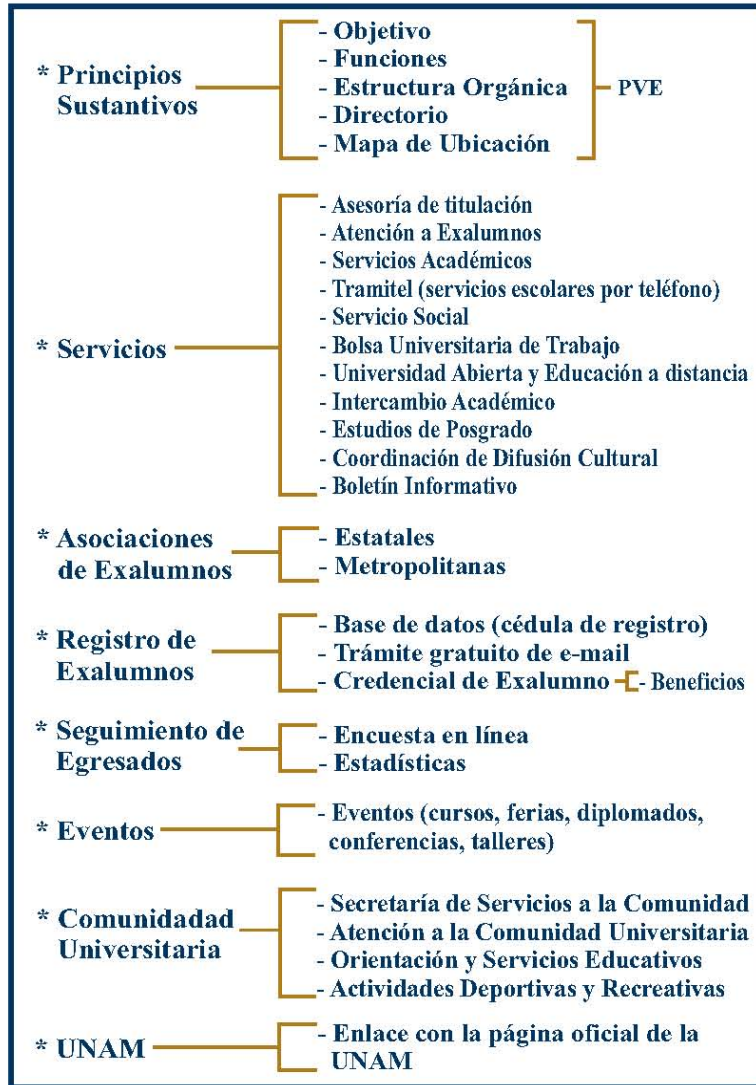 * Principios
Sustantivos
- Objetivo
- Funciones
- Estructura Orgánica
- Directorio
- Mapa de Ubicación
PVE
* Servicios
- Asesoría de titulación
- Atención a Exalumnos
- Servicios Académicos
- Tramitel (servicios escolares por teléfono)
- Servicio Social
- Bolsa Universitaria de Trabajo
- Universidad Abierta y Educación a distancia
- Intercambio Académico
- Estudios de Posgrado
- Coordinación de Difusión Cultural
- Boletín Informativo
* Asociaciones
de Exalumnos
- Estatales
- Metropolitanas
* Registro de
Exalumnos
- Base de datos (cédula de registro)
- Trámite gratuito de e-mail
- Credencial de Exalumno
- Beneficios
* Seguimiento de
Egresados
- Encuesta en línea
- Estadísticas
* Eventos
- Eventos (cursos, ferias, diplomados,
conferencias, talleres)
* Comunidadad
Universitaria
- Secretaría de Servicios a la Comunidad
- Atención a la Comunidad Universitaria
- Orientación y Servicios Educativos
- Actividades Deportivas y Recreativas
* UNAM
- Enlace con la página oficial de la
UNAM